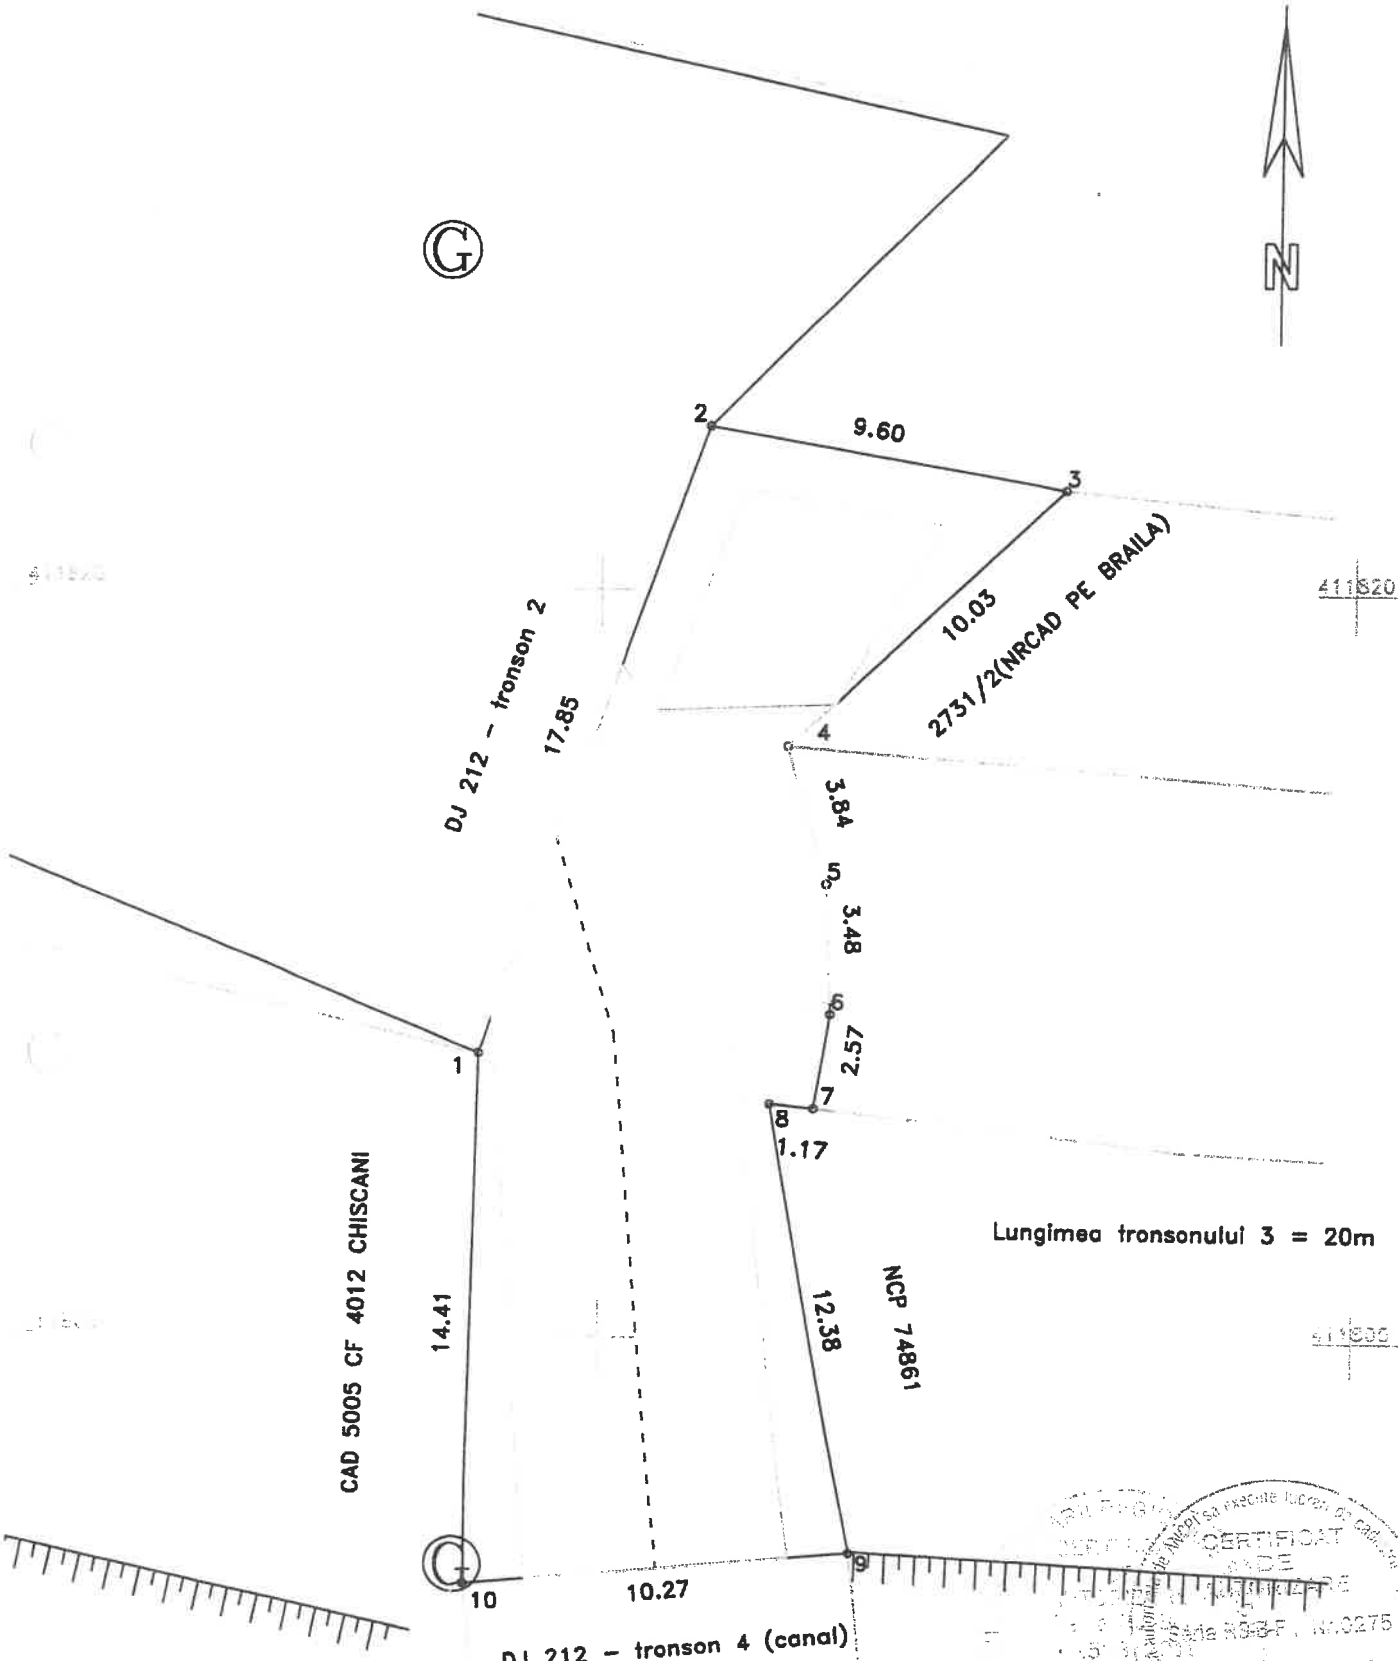 G
N
2
9.60
3
411820
10.03
2731/2(NRCAD PE BRAILA)
DJ 212 - tronson 2
17.85
4
3.84
5
3.48
6
2.57
7
8
1.17
1
CAD 5005 CF 4012 CHISCANI
14.41
Lungimea tronsonului 3 = 20m
12.38
NCP 74861
CERTIFICAT
DE
Nr.0275
9
10
10.27
DJ 212 - tronson 4 (canal)